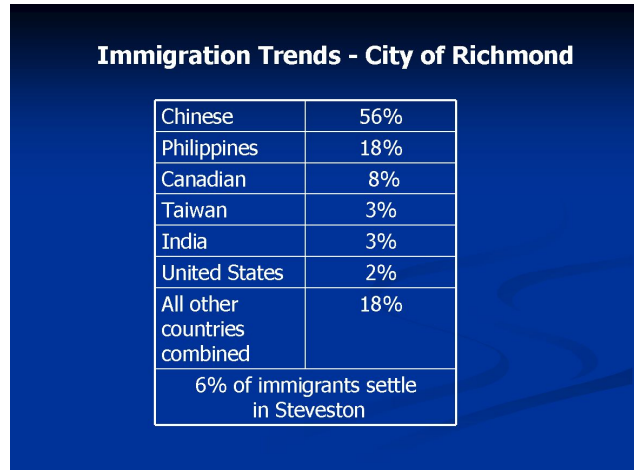 Immigration Trends - City of Richmond
Chinese 56%
Philippines 18%
Canadian 8%
Taiwan 3%
India 3%
United States 2%
All other 18%
countries
combined
6% of immigrants settle
in Steveston